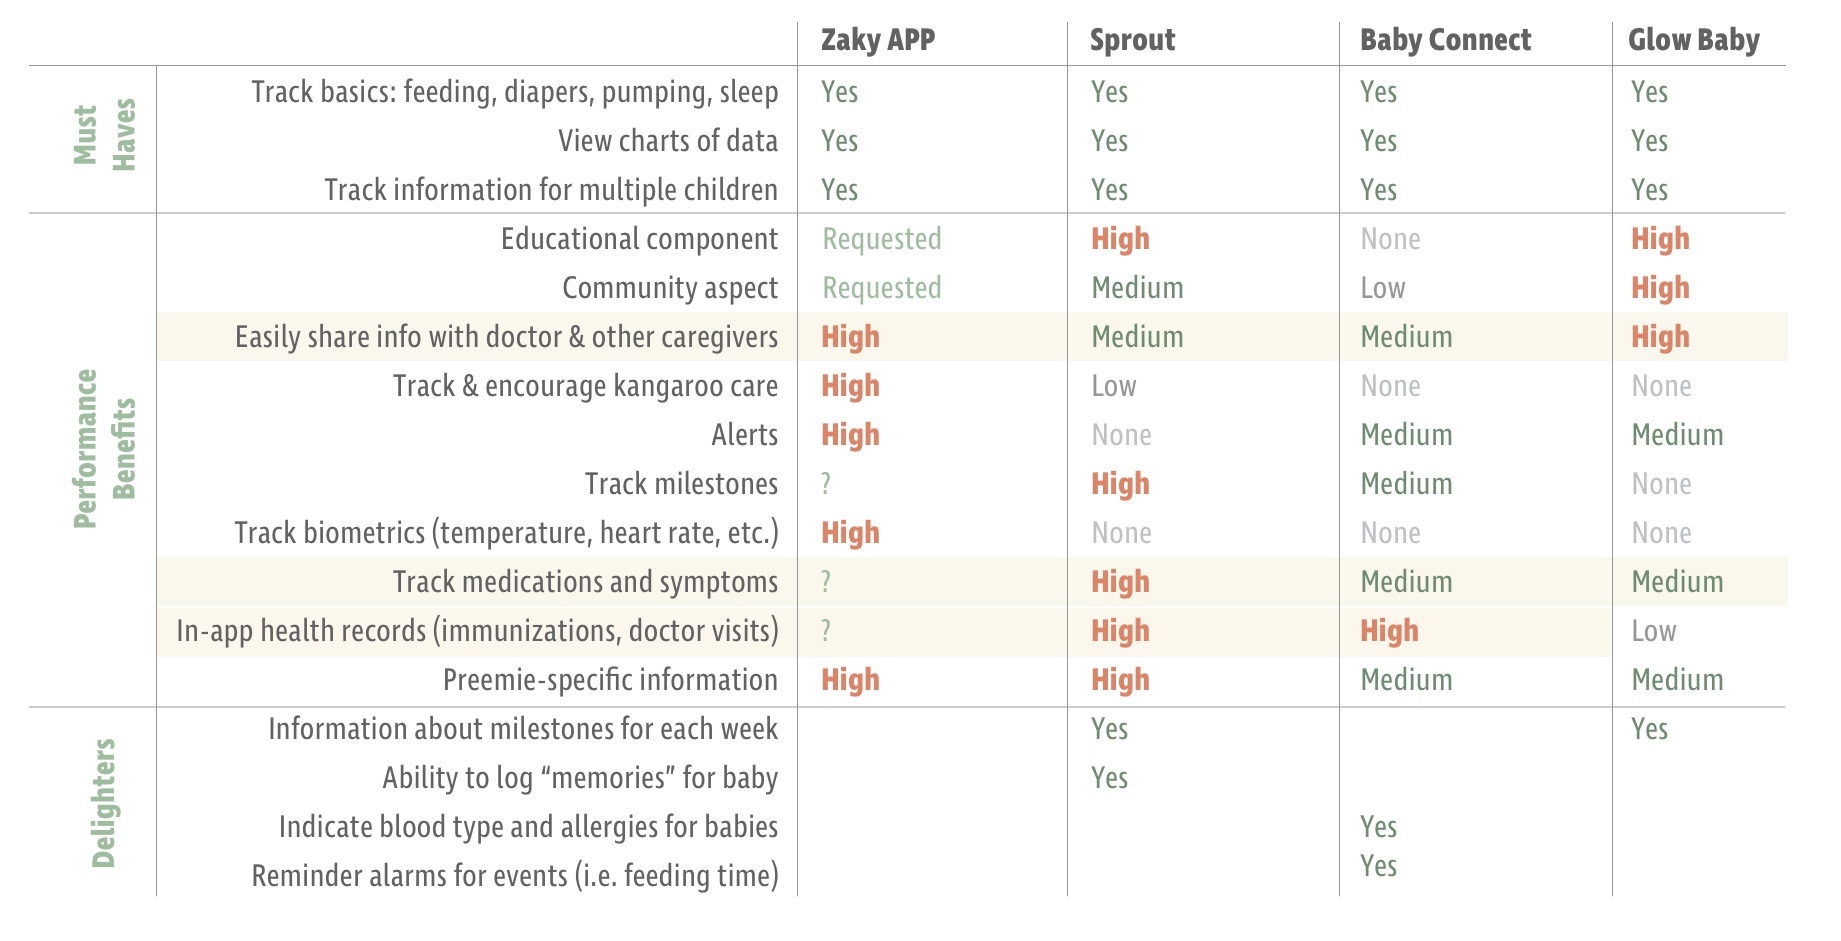 Zaky APP Sprout Baby Connect Glow Baby
Must Haves
Track basics: feeding, diapers, pumping, sleep Yes Yes Yes Yes
View charts of data Yes Yes Yes Yes
Track information for multiple children Yes Yes Yes Yes
Performance Benefits
Educational component Requested High None High
Community aspect Requested Medium Low High
Easily share info with doctor & other caregivers High Medium Medium High
Track & encourage kangaroo care High Low None None
Alerts High None Medium Medium
Track milestones ? High Medium None
Track biometrics (temperature, heart rate, etc.) High None None None
Track medications and symptoms ? High Medium Medium
In-app health records (immunizations, doctor visits) ? High High Low
Preemie-specific information High High Medium Medium
Delighters
Information about milestones for each week Yes Yes
Ability to log “memories” for baby Yes
Indicate blood type and allergies for babies Yes
Reminder alarms for events (i.e. feeding time) Yes